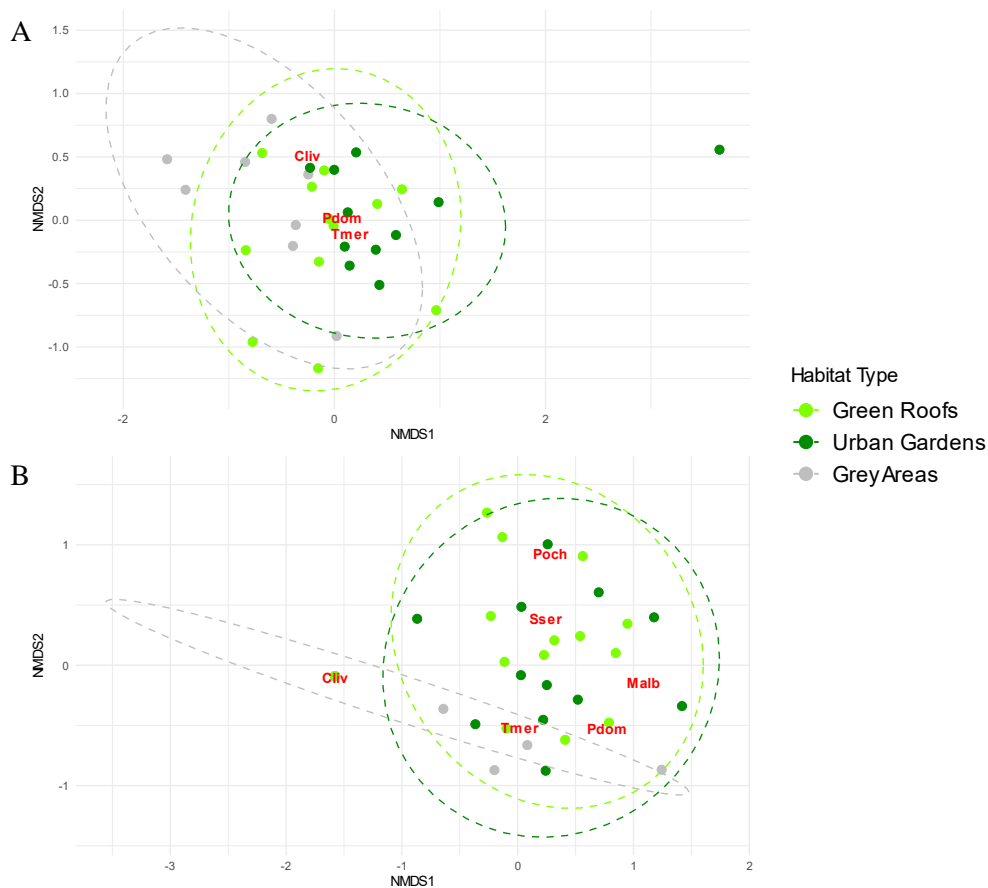 A
1.5
1.0
0.5
0.0
-0.5
-1.0
NMDS2
Cliv
Pdom
Tmer
-2
0
2
NMDS1
Habitat Type
Green Roofs
Urban Gardens
Grey Areas
B
1
0
-1
NMDS2
Poch
Sser
Cliv
Malb
Tmer
Pdom
-3
-2
-1
0
1
2
NMDS1